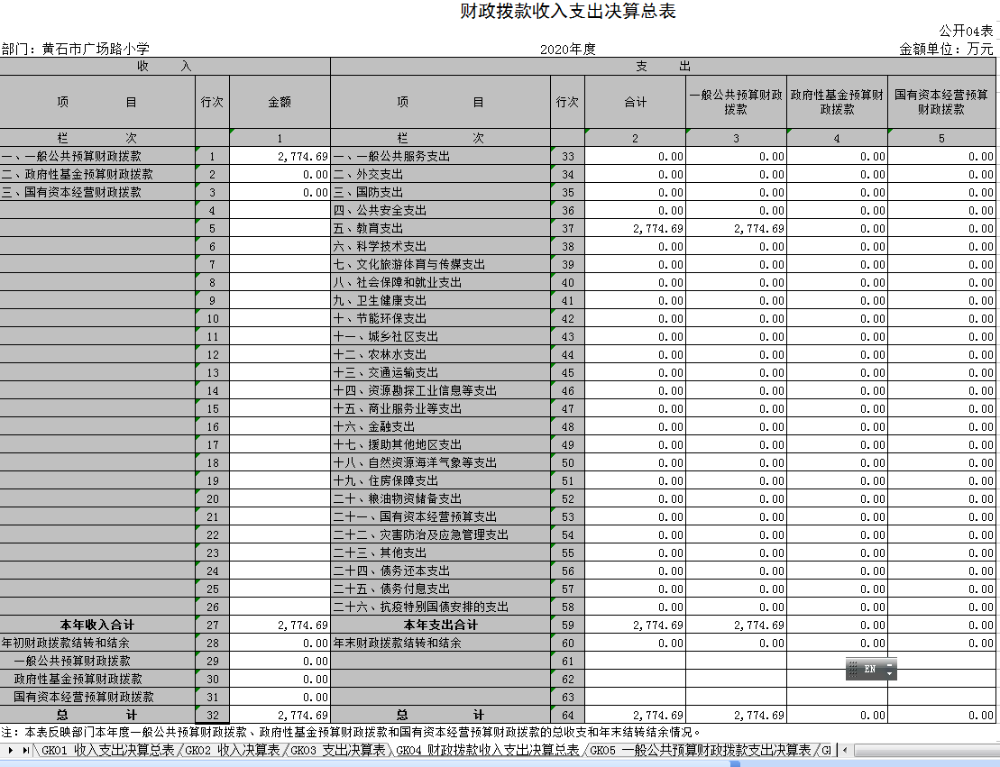 财政拨款收入支出决算总表
公开04表
部门：黄石市广场路小学 2020年度 金额单位：万元
收 入 支 出
项 目 行次 金额 项 目 行次 合计 一般公共预算财政拨款 政府性基金预算财政拨款 国有资本经营预算财政拨款
栏 次 1 栏 次 2 3 4 5
一、一般公共预算财政拨款 1 2,774.69 一、一般公共服务支出 33 0.00 0.00 0.00 0.00
二、政府性基金预算财政拨款 2 0.00 二、外交支出 34 0.00 0.00 0.00 0.00
三、国有资本经营财政拨款 3 0.00 三、国防支出 35 0.00 0.00 0.00 0.00
4 四、公共安全支出 36 0.00 0.00 0.00 0.00
5 五、教育支出 37 2,774.69 2,774.69 0.00 0.00
6 六、科学技术支出 38 0.00 0.00 0.00 0.00
7 七、文化旅游体育与传媒支出 39 0.00 0.00 0.00 0.00
8 八、社会保障和就业支出 40 0.00 0.00 0.00 0.00
9 九、卫生健康支出 41 0.00 0.00 0.00 0.00
10 十、节能环保支出 42 0.00 0.00 0.00 0.00
11 十一、城乡社区支出 43 0.00 0.00 0.00 0.00
12 十二、农林水支出 44 0.00 0.00 0.00 0.00
13 十三、交通运输支出 45 0.00 0.00 0.00 0.00
14 十四、资源勘探工业信息等支出 46 0.00 0.00 0.00 0.00
15 十五、商业服务业等支出 47 0.00 0.00 0.00 0.00
16 十六、金融支出 48 0.00 0.00 0.00 0.00
17 十七、援助其他地区支出 49 0.00 0.00 0.00 0.00
18 十八、自然资源海洋气象等支出 50 0.00 0.00 0.00 0.00
19 十九、住房保障支出 51 0.00 0.00 0.00 0.00
20 二十、粮油物资储备支出 52 0.00 0.00 0.00 0.00
21 二十一、国有资本经营预算支出 53 0.00 0.00 0.00 0.00
22 二十二、灾害防治及应急管理支出 54 0.00 0.00 0.00 0.00
23 二十三、其他支出 55 0.00 0.00 0.00 0.00
24 二十四、债务还本支出 56 0.00 0.00 0.00 0.00
25 二十五、债务付息支出 57 0.00 0.00 0.00 0.00
26 二十六、抗疫特别国债安排的支出 58 0.00 0.00 0.00 0.00
本年收入合计 27 2,774.69 本年支出合计 59 2,774.69 2,774.69 0.00 0.00
年初财政拨款结转和结余 28 0.00 年末财政拨款结转和结余 60 0.00 0.00 0.00 0.00
一般公共预算财政拨款 29 0.00 61
政府性基金预算财政拨款 30 0.00 62
国有资本经营预算财政拨款 31 0.00 63
总 计 32 2,774.69 总 计 64 2,774.69 2,774.69 0.00 0.00
EN
注：本表反映部门本年度一般公共预算财政拨款、政府性基金预算财政拨款和国有资本经营预算财政拨款的总收支和年末结转结余情况。
GK01 收入支出决算总表 GK02 收入决算表 GK03 支出决算表 GK04 财政拨款收入支出决算总表 GK05 一般公共预算财政拨款支出决算表